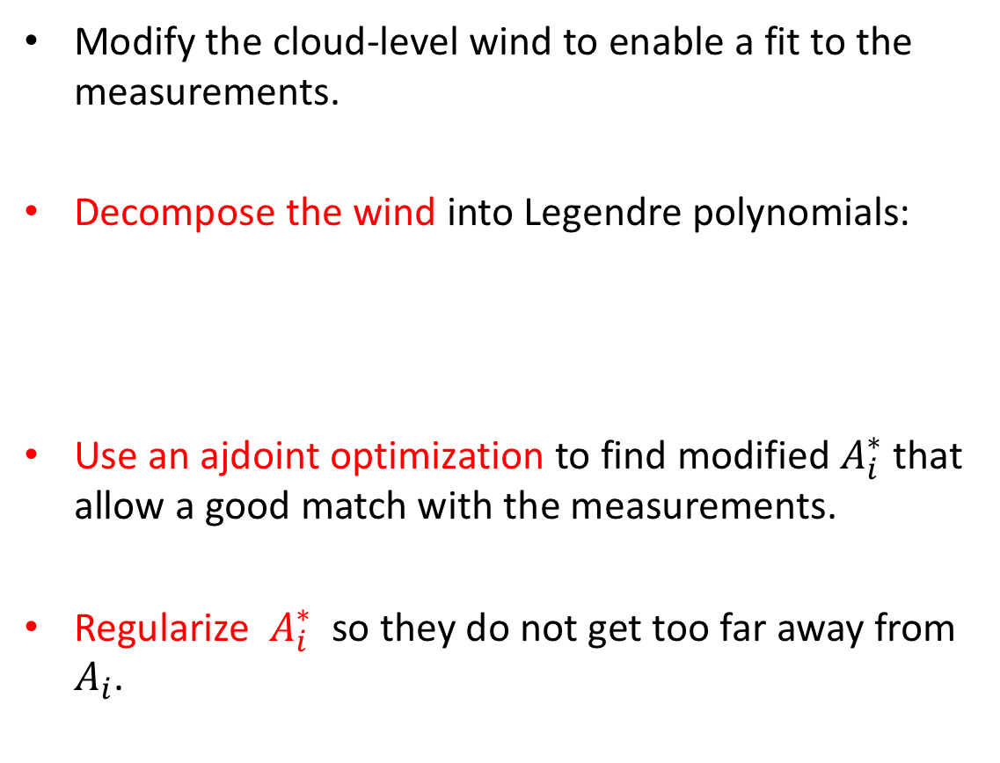 • Modify the cloud-level wind to enable a fit to the
measurements.
• Decompose the wind into Legendre polynomials:
• Use an ajdoint optimization to find modified $A_i^*$ that
allow a good match with the measurements.
• Regularize $A_i^*$ so they do not get too far away from
$A_i$.